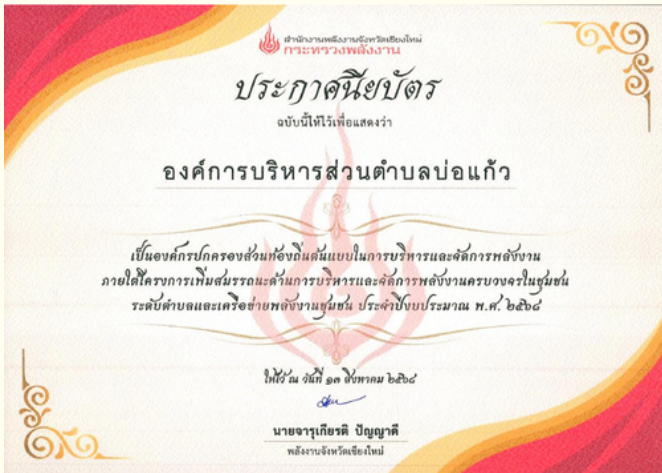 สำนักงานพลังงานจังหวัดเชียงใหม่
กระทรวงพลังงาน
ประกาศนียบัตร
ฉบับนี้ให้ไว้เพื่อแสดงว่า
องค์การบริหารส่วนตำบลบ่อแก้ว
เป็นองค์กรปกครองส่วนท้องถิ่นต้นแบบในการบริหารและจัดการพลังงาน
ภายใต้โครงการเพิ่มสมรรถนะด้านการบริหารและจัดการพลังงานครบวงจรในชุมชน
ระดับตำบลและเครือข่ายพลังงานชุมชน ประจำปีงบประมาณ พ.ศ. ๒๕๖๘
ให้ไว้ ณ วันที่ ๑๓ สิงหาคม ๒๕๖๘
นายจารุเกียรติ ปัญญาดี
พลังงานจังหวัดเชียงใหม่